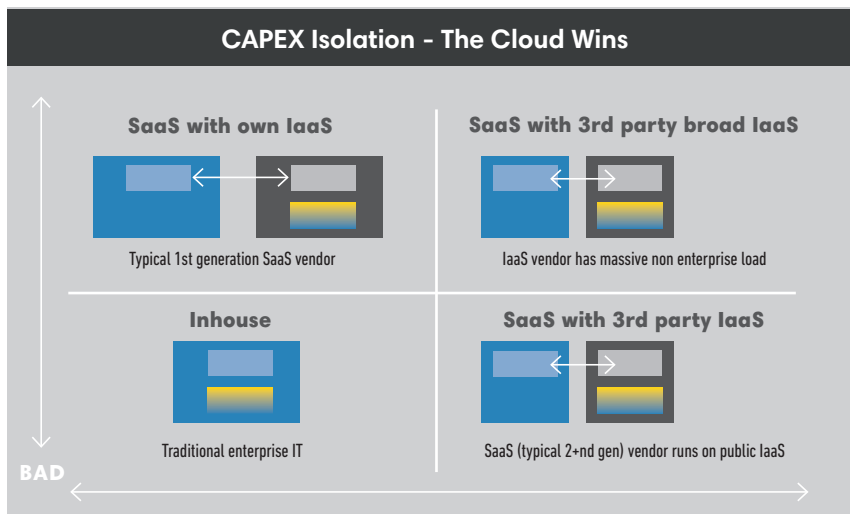 CAPEX Isolation - The Cloud Wins
SaaS with own IaaS
Typical 1st generation SaaS vendor
SaaS with 3rd party broad IaaS
IaaS vendor has massive non enterprise load
Inhouse
Traditional enterprise IT
SaaS with 3rd party IaaS
SaaS (typical 2+nd gen) vendor runs on public IaaS
BAD